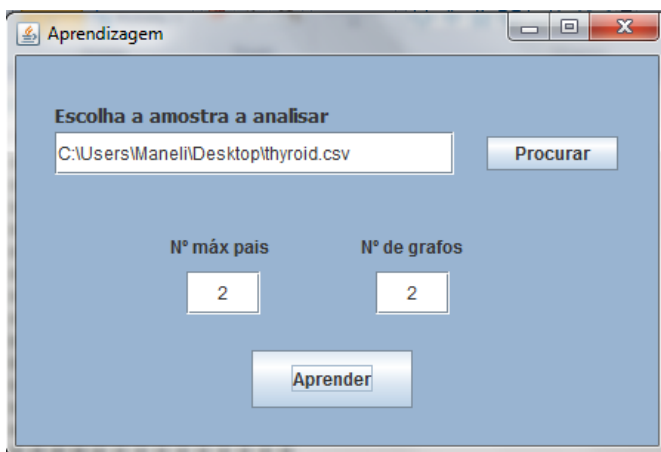 Aprendizagem
Escolha a amostra a analisar
C:\Users\Maneli\Desktop\thyroid.csv
Procurar
Nº máx pais
Nº de grafos
2
2
Aprender